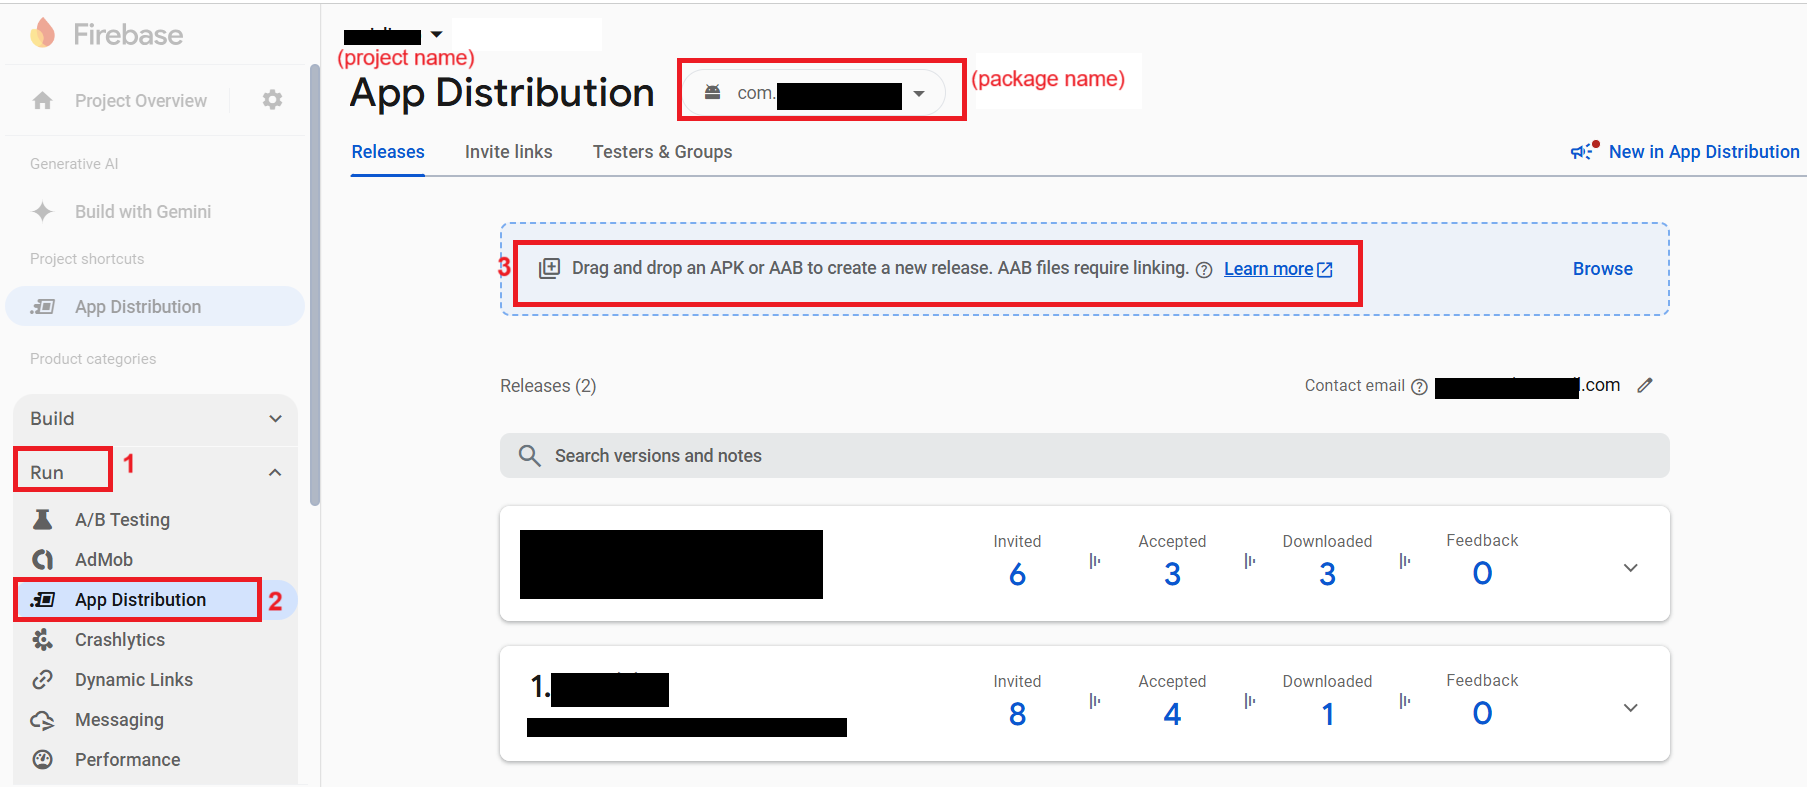 Firebase
Project Overview
Generative AI
Build with Gemini
Project shortcuts
App Distribution
Product categories
Build
Run 1
A/B Testing
AdMob
App Distribution 2
Crashlytics
Dynamic Links
Messaging
Performance
(project name)
App Distribution com. (package name)
Releases Invite links Testers & Groups New in App Distribution
3 Drag and drop an APK or AAB to create a new release. AAB files require linking. Learn more Browse
Releases (2) Contact email .com
Search versions and notes
Invited Accepted Downloaded Feedback
6 3 3 0
Invited Accepted Downloaded Feedback
1. 8 4 1 0